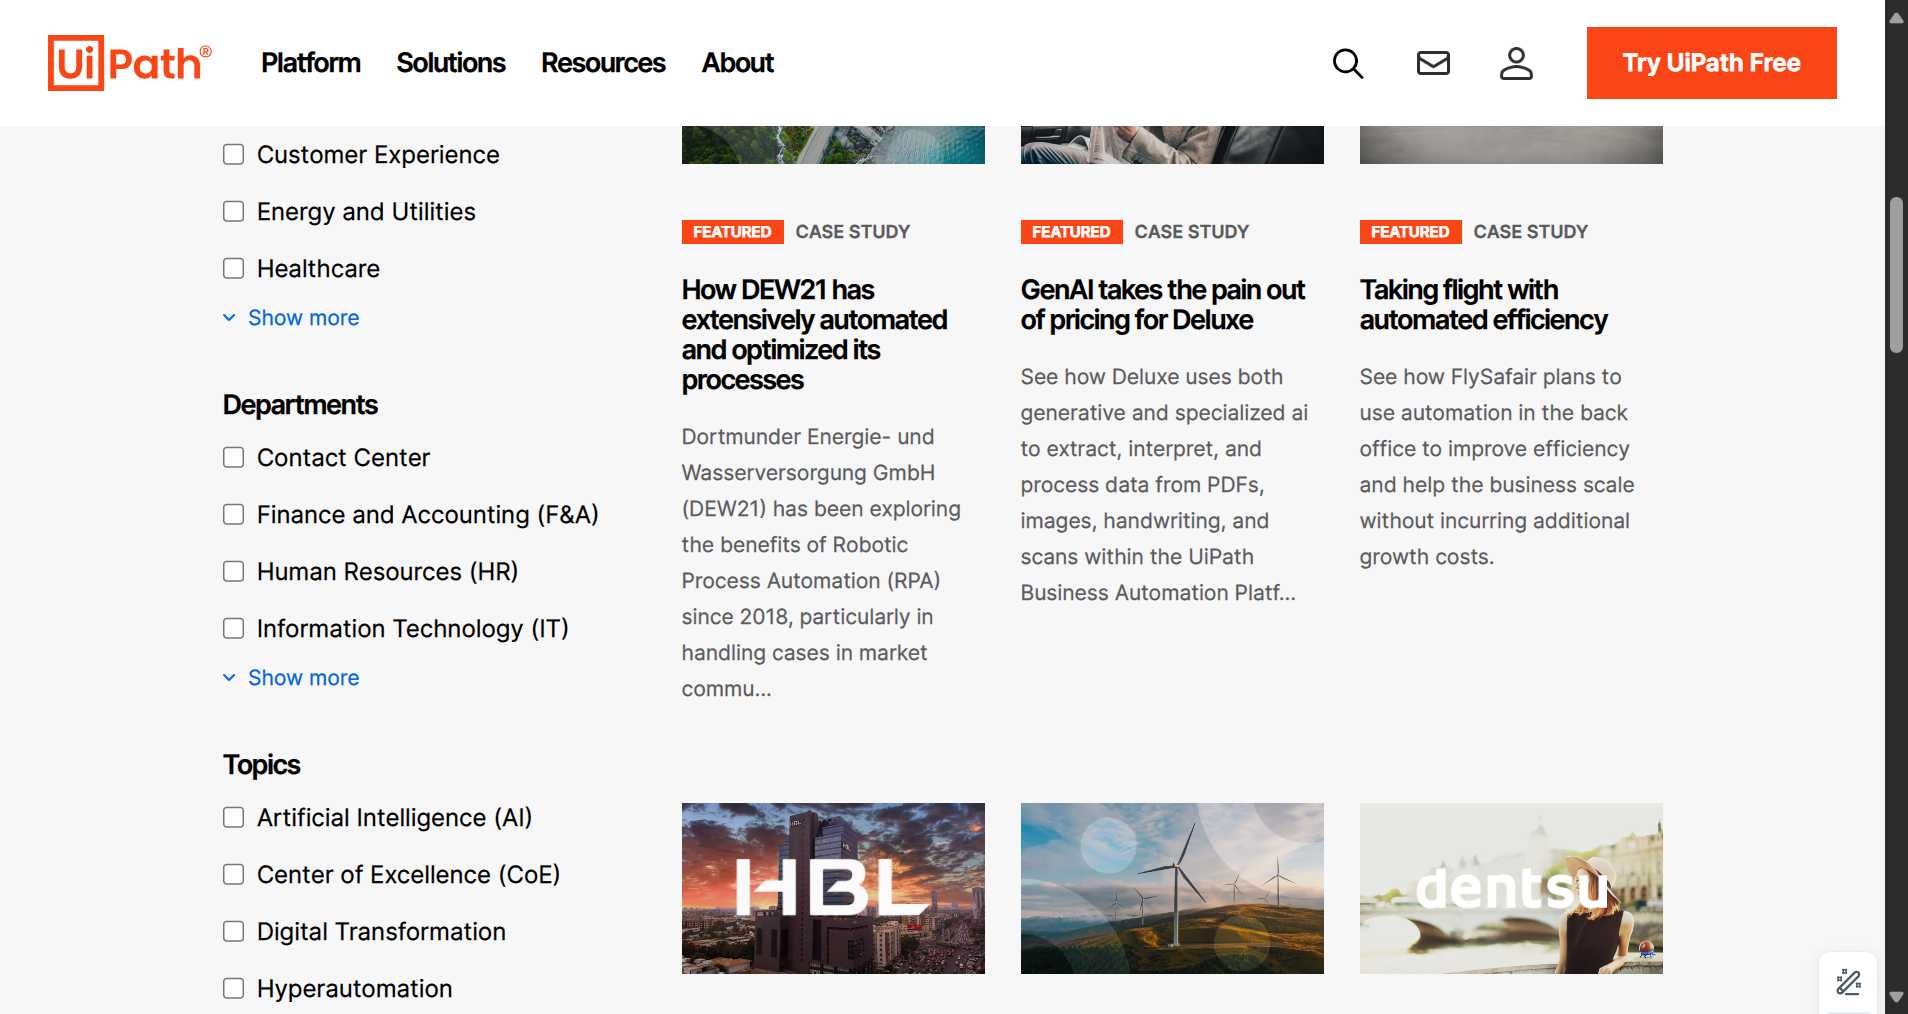 UiPath®
Platform
Solutions
Resources
About
Try UiPath Free
Customer Experience
Energy and Utilities
Healthcare
Show more
Departments
Contact Center
Finance and Accounting (F&A)
Human Resources (HR)
Information Technology (IT)
Show more
Topics
Artificial Intelligence (AI)
Center of Excellence (CoE)
Digital Transformation
Hyperautomation
FEATURED CASE STUDY
How DEW21 has
extensively automated
and optimized its
processes
Dortmunder Energie- und
Wasserversorgung GmbH
(DEW21) has been exploring
the benefits of Robotic
Process Automation (RPA)
since 2018, particularly in
handling cases in market
commu...
FEATURED CASE STUDY
GenAI takes the pain out
of pricing for Deluxe
See how Deluxe uses both
generative and specialized ai
to extract, interpret, and
process data from PDFs,
images, handwriting, and
scans within the UiPath
Business Automation Platf...
FEATURED CASE STUDY
Taking flight with
automated efficiency
See how FlySafair plans to
use automation in the back
office to improve efficiency
and help the business scale
without incurring additional
growth costs.
HBL
HBL
dentsu